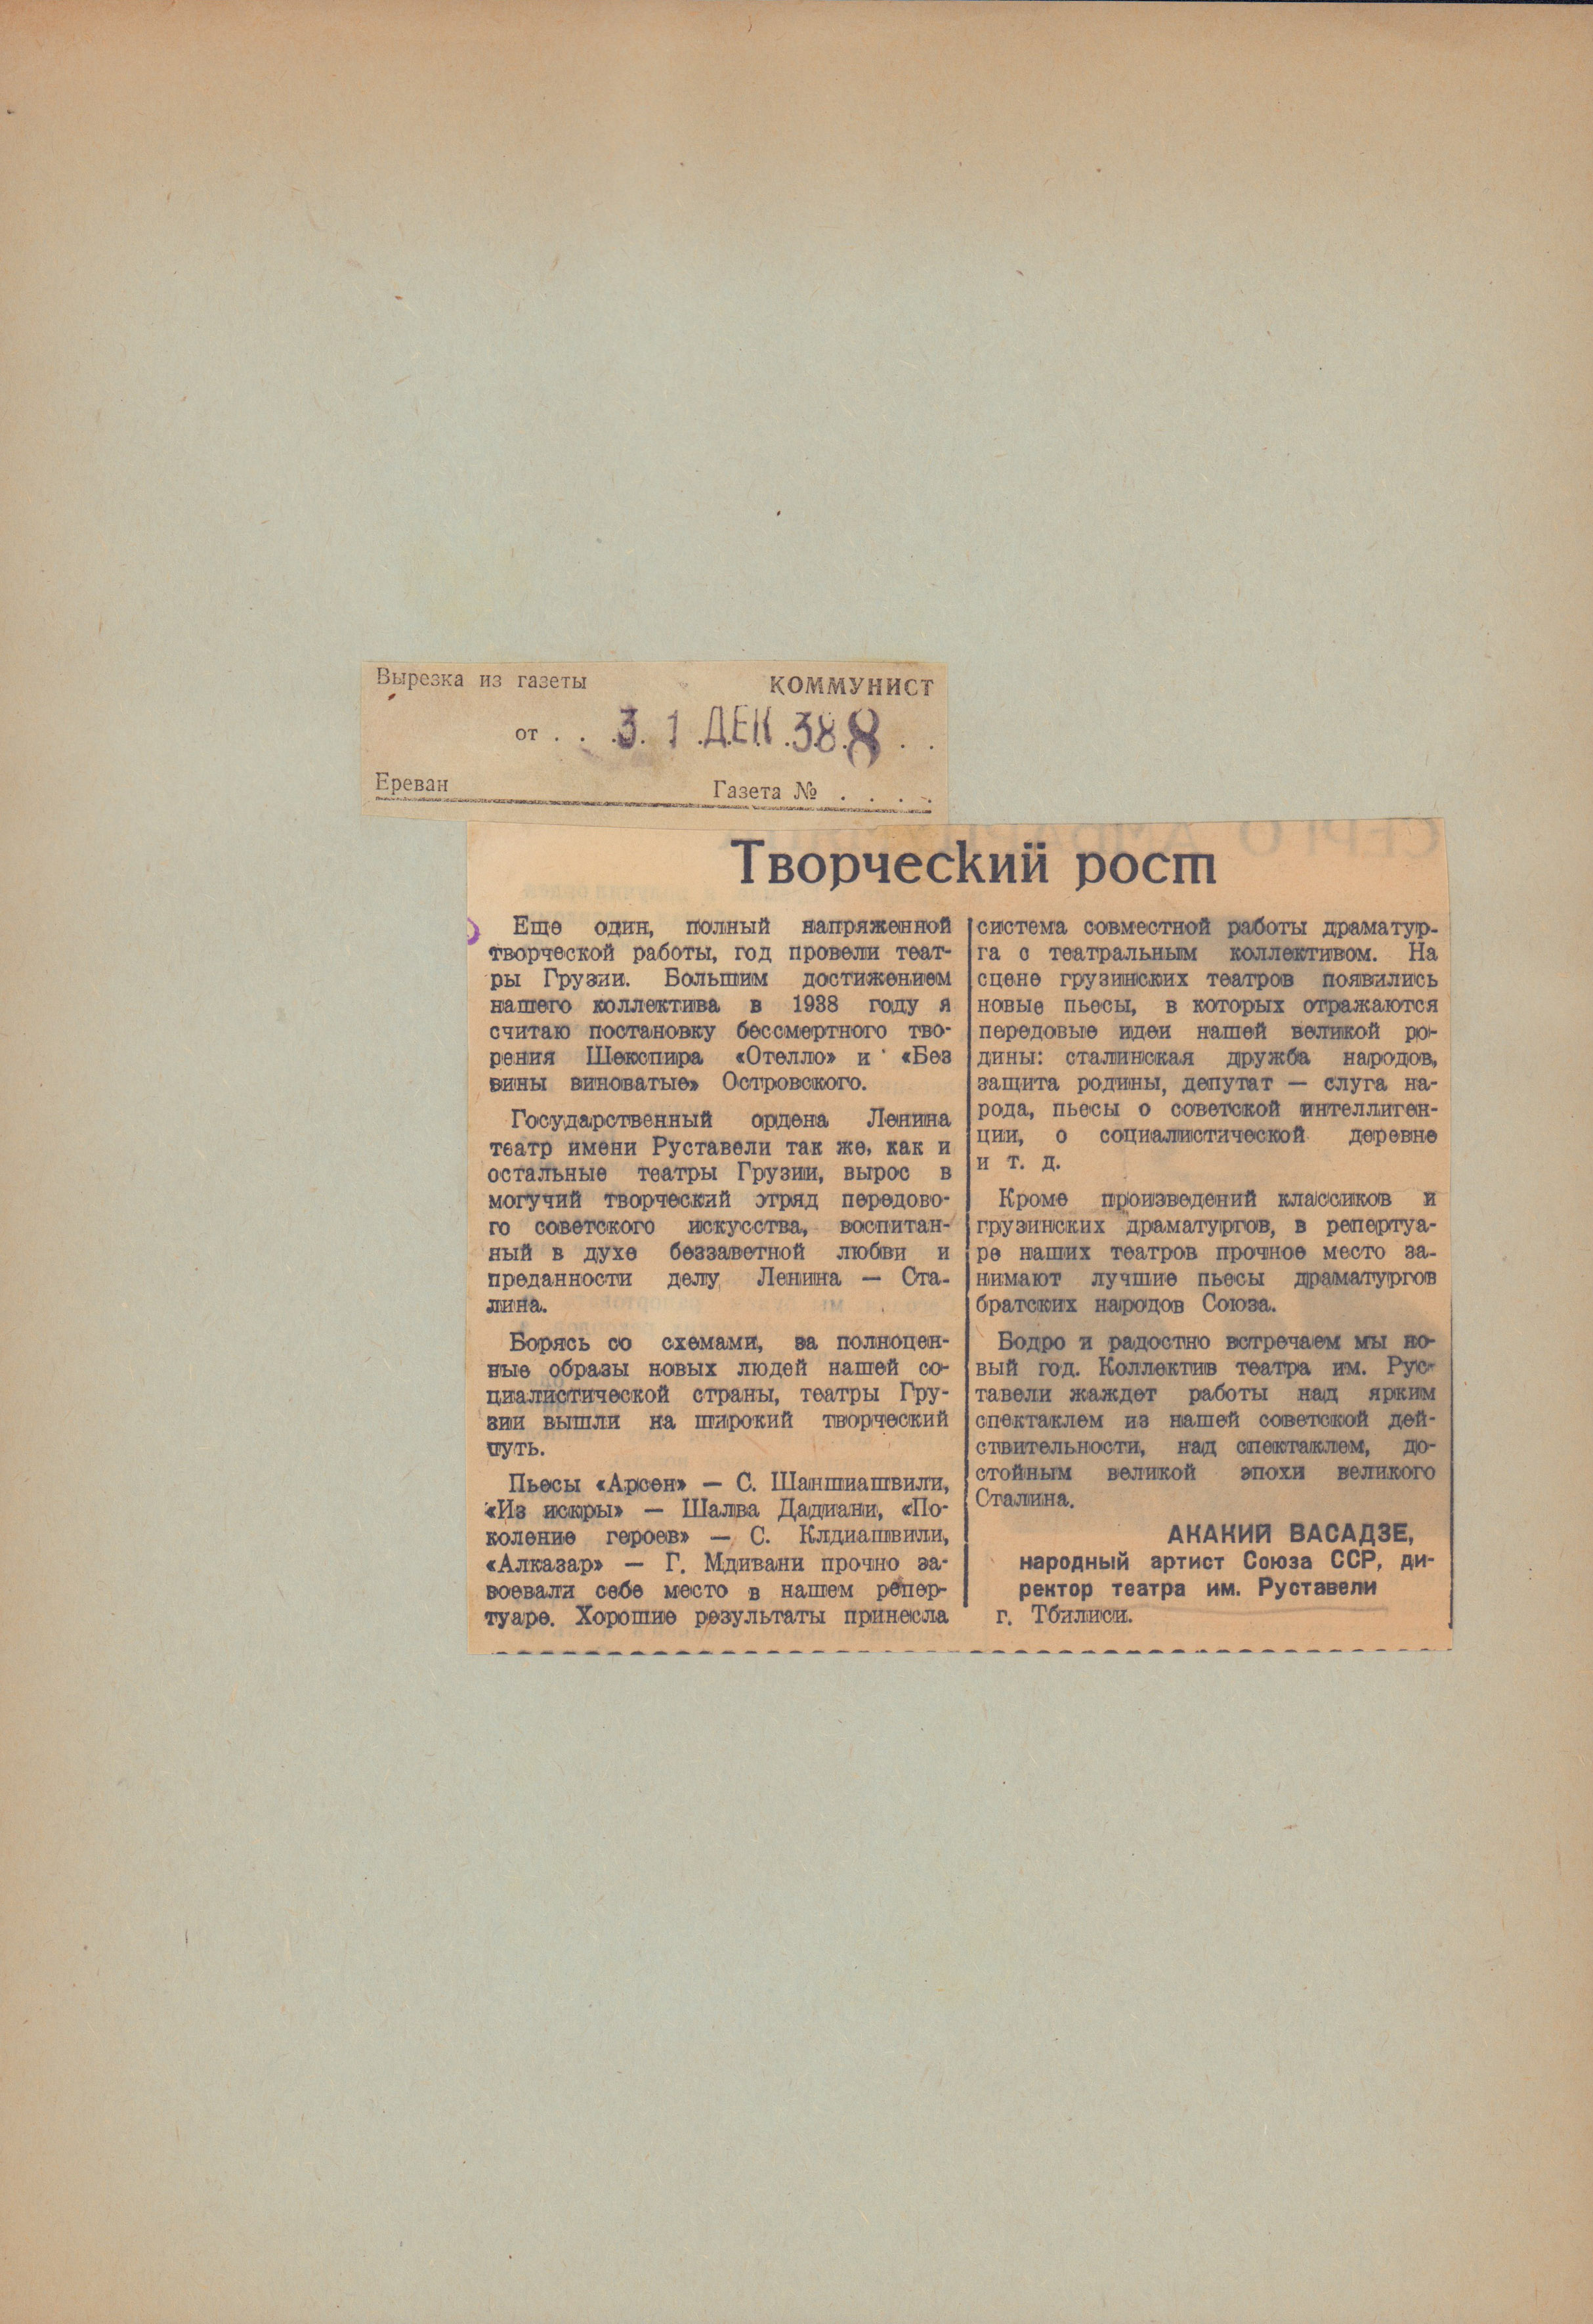 Вырезка из газеты КОММУНИСТ
от . . . 3 1 ДЕК 38 8 . .
Ереван Газета № . . . .
Творческий рост
Еще один, полный напряженной
творческой работы, год провели теат-
ры Грузии. Большим достижением
нашего коллектива в 1938 году я
считаю постановку бессмертного тво-
рения Шекспира «Отелло» и «Без
вины виноватые» Островского.
Государственный ордена Ленина
театр имени Руставели так же, как и
остальные театры Грузии, вырос в
могучий творческий отряд передово-
го советского искусства, воспитан-
ный в духе беззаветной любви и
преданности делу Ленина — Ста-
лина.
Борясь со схемами, за полноцен-
ные образы новых людей нашей со-
циалистической страны, театры Гру-
зии вышли на широкий творческий
путь.
Пьесы «Арсен» — С. Шаншиашвили,
«Из искры» — Шалва Дадиани, «По-
коление героев» — С. Клдиашвили,
«Алказар» — Г. Мдивани прочно за-
воевали себе место в нашем репер-
туаре. Хорошие результаты принесла
система совместной работы драматур-
га с театральным коллективом. На
сцене грузинских театров появились
новые пьесы, в которых отражаются
передовые идеи нашей великой ро-
дины: сталинская дружба народов,
защита родины, депутат — слуга на-
рода, пьесы о советской интеллиген-
ции, о социалистической деревне
и т. д.
Кроме произведений классиков и
грузинских драматургов, в репертуа-
ре наших театров прочное место за-
нимают лучшие пьесы драматургов
братских народов Союза.
Бодро и радостно встречаем мы но-
вый год. Коллектив театра им. Рус-
тавели жаждет работы над ярким
спектаклем из нашей советской дей-
ствительности, над спектаклем, до-
стойным великой эпохи великого
Сталина.
АКАКИЙ ВАСАДЗЕ,
народный артист Союза ССР, ди-
ректор театра им. Руставели
г. Тбилиси.